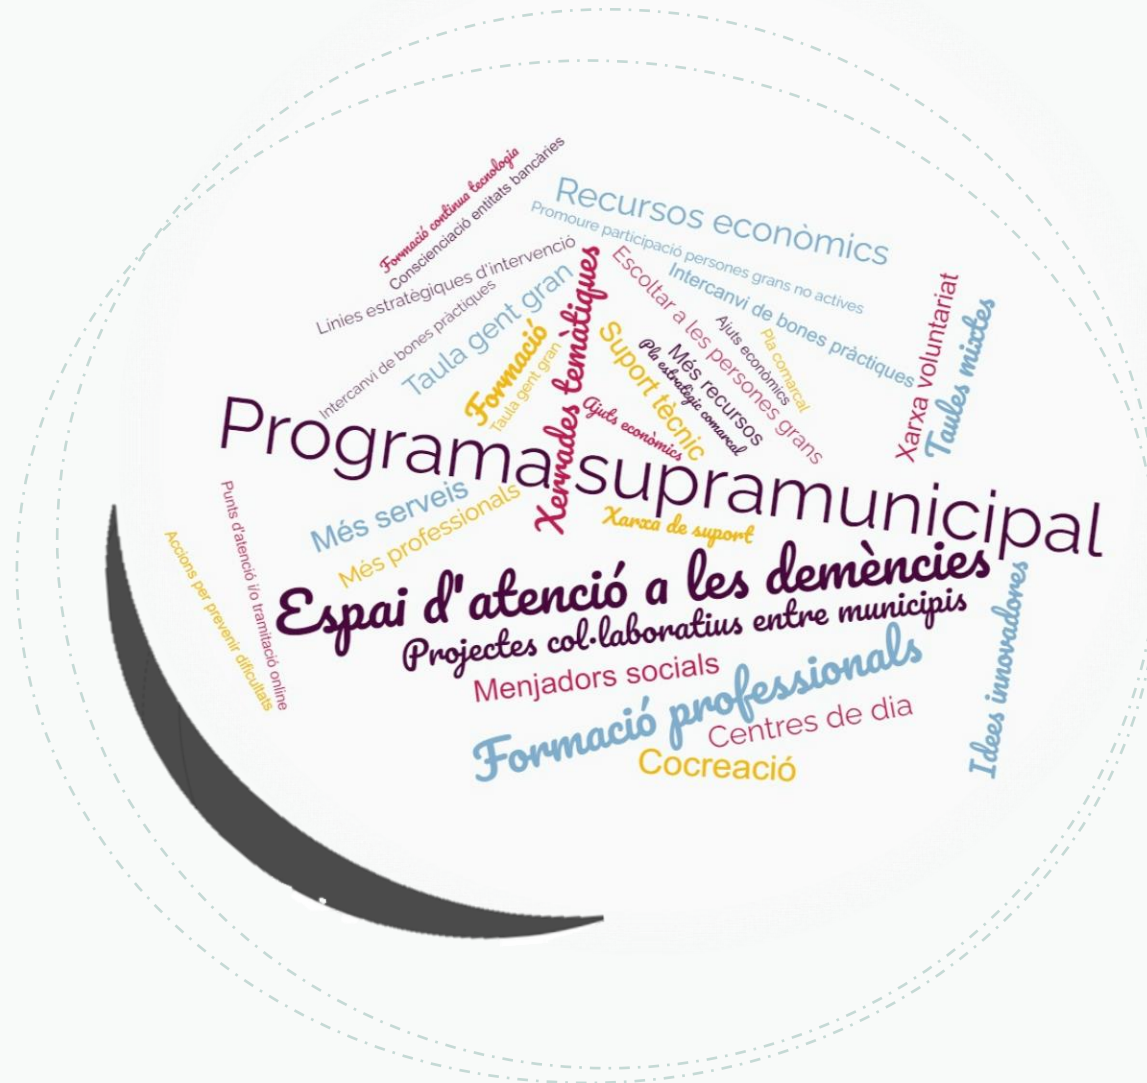 Formació contínua tecnologia
Conscienciació entitats bancàries
Recursos econòmics
Promoure participació persones grans no actives
Línies estratègiques d'intervenció
Intercanvi de bones pràctiques
Taula gent gran
Formació
Taula gent gran
Xerrades temàtiques
Escoltar a les persones grans
Intercanvi de bones pràctiques
Suport tècnic
Ajuts econòmics
Pla comarcal
Més recursos
Pla estratègic comarcal
Ajuts econòmics
Xarxa voluntariat
Taules mixtes
Programa supramunicipal
Més serveis
Més professionals
Xarxa de suport
Punts d'atenció i/o tramitació online
Accions per prevenir dificultats
Espai d'atenció a les demències
Projectes col·laboratius entre municipis
Menjadors socials
Formació professionals
Centres de dia
Cocreació
Idees innovadores